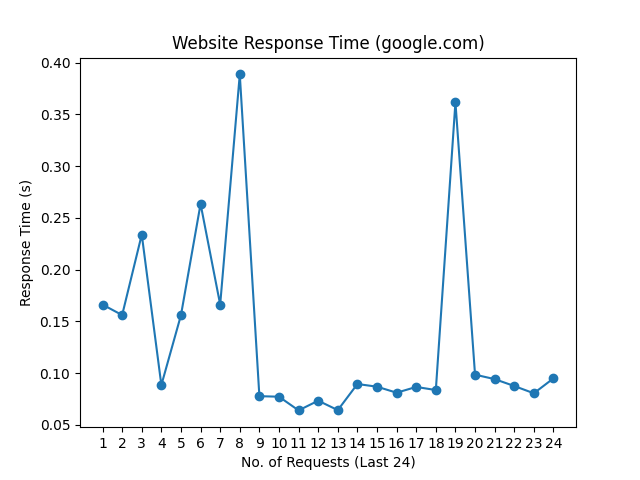 Website Response Time (google.com)
0.40
0.35
0.30
0.25
0.20
0.15
0.10
0.05
Response Time (s)
1 2 3 4 5 6 7 8 9 10 11 12 13 14 15 16 17 18 19 20 21 22 23 24
No. of Requests (Last 24)